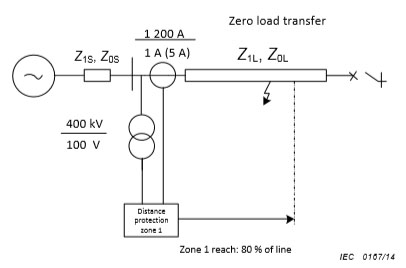 Zero load transfer
1 200 A
1 A (5 A)
Z1S, Z0S
Z1L, Z0L
400 kV
100 V
Distance
protection
zone 1
Zone 1 reach: 80 % of line
IEC 0167/14